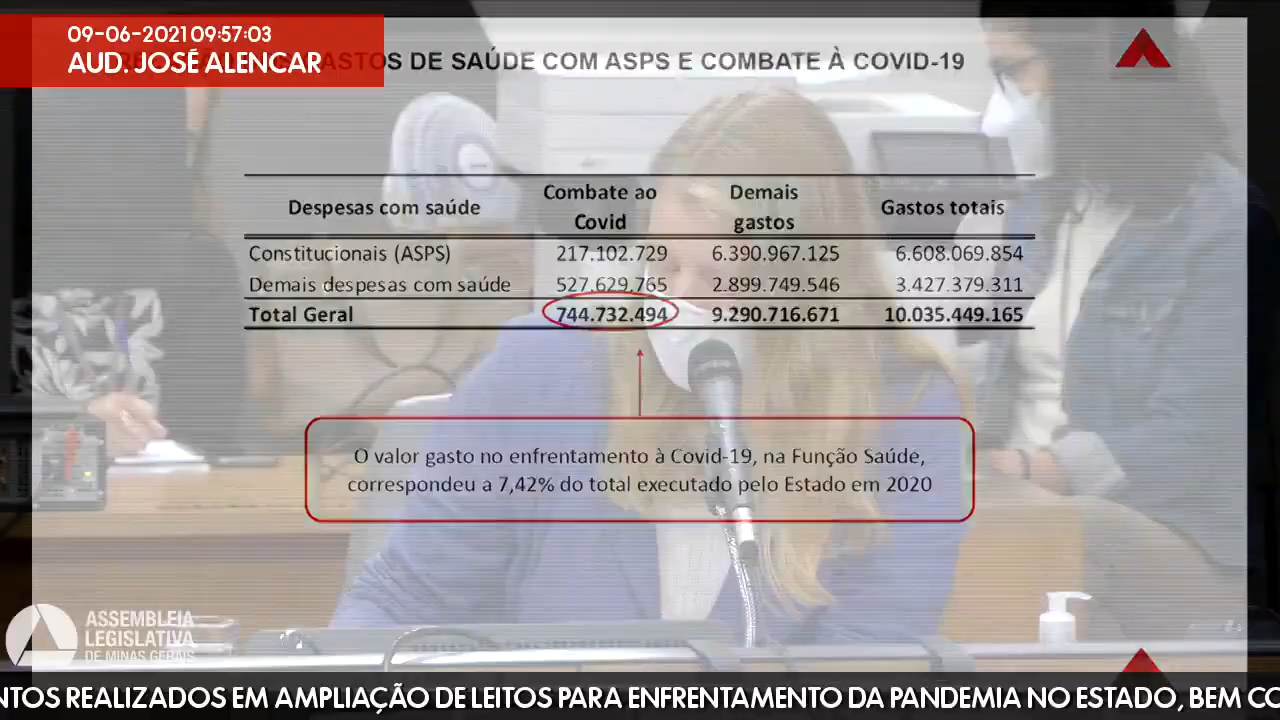 09-06-2021 09:57:03
AUD. JOSÉ ALENCAR
GASTOS DE SAÚDE COM ASPS E COMBATE À COVID-19
Despesas com saúde Combate ao Covid Demais gastos Gastos totais
Constitucionais (ASPS) 217.102.729 6.390.967.125 6.608.069.854
Demais despesas com saúde 527.629.765 2.899.749.546 3.427.379.311
Total Geral 744.732.494 9.290.716.671 10.035.449.165
O valor gasto no enfrentamento à Covid-19, na Função Saúde,
correspondeu a 7,42% do total executado pelo Estado em 2020
ASSEMBLEIA
LEGISLATIVA
DE MINAS GERAIS
NTOS REALIZADOS EM AMPLIAÇÃO DE LEITOS PARA ENFRENTAMENTO DA PANDEMIA NO ESTADO, BEM CO